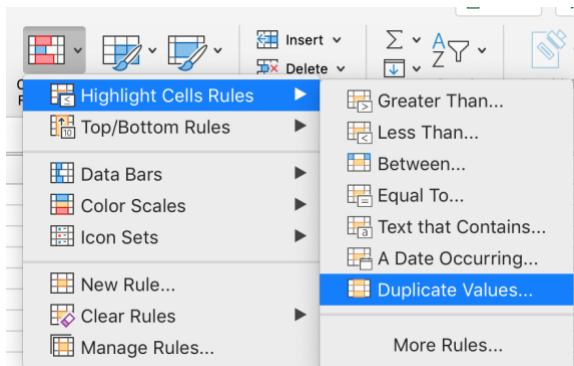 Insert
Delete
Highlight Cells Rules
Top/Bottom Rules
Data Bars
Color Scales
Icon Sets
New Rule...
Clear Rules
Manage Rules...
Greater Than...
Less Than...
Between...
Equal To...
Text that Contains...
A Date Occurring...
Duplicate Values...
More Rules...